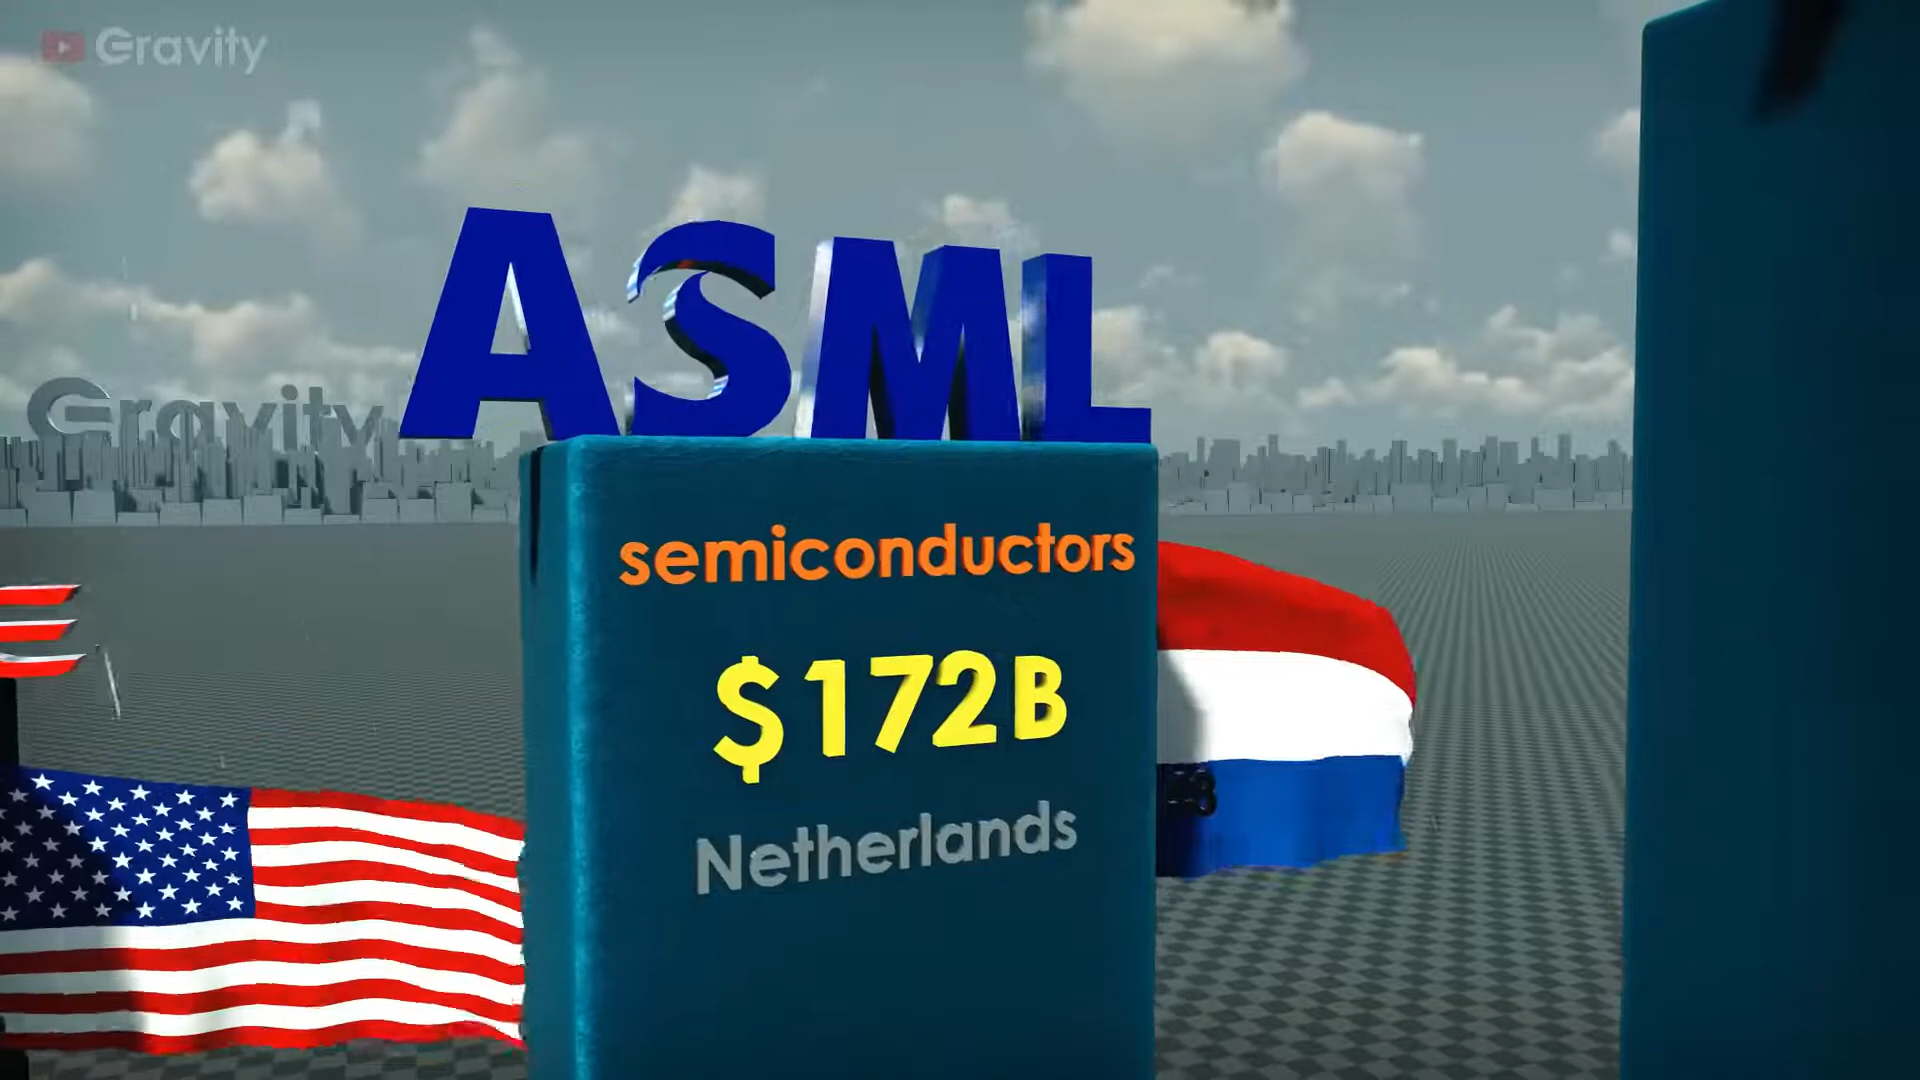 Gravity
ASML
Gravity
semiconductors
$172B
Netherlands